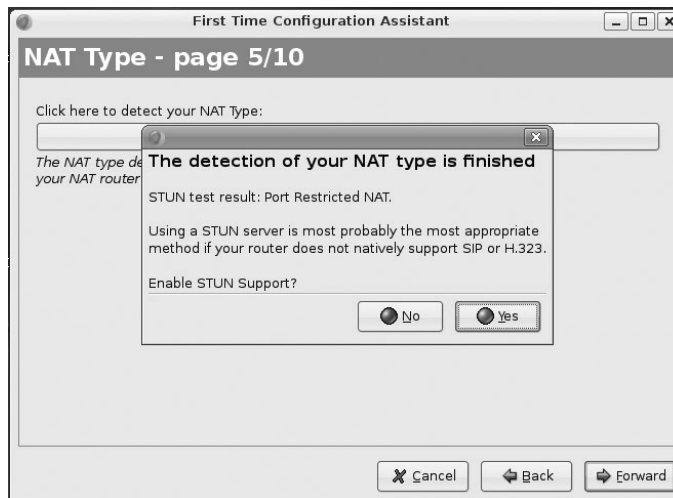 First Time Configuration Assistant
NAT Type - page 5/10
Click here to detect your NAT Type:
The NAT type de
your NAT router
The detection of your NAT type is finished
STUN test result: Port Restricted NAT.
Using a STUN server is most probably the most appropriate
method if your router does not natively support SIP or H.323.
Enable STUN Support?
No
Yes
Cancel
Back
Forward